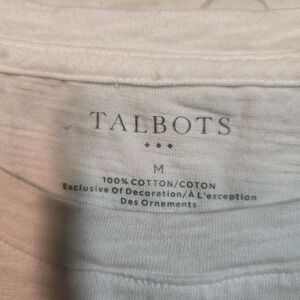 TALBOTS
M
100% COTTON/COTON
Exclusive Of Decoration/À L'exception
Des Ornements